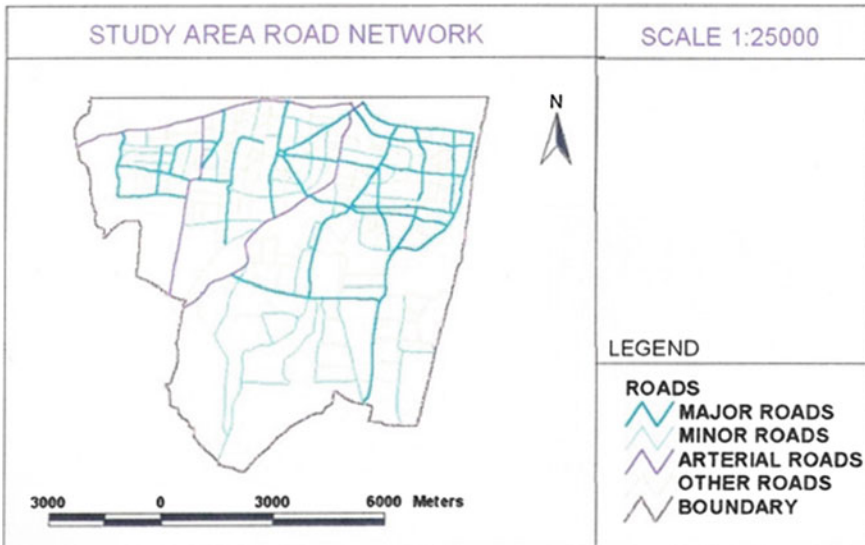 STUDY AREA ROAD NETWORK
SCALE 1:25000
N
LEGEND
ROADS
MAJOR ROADS
MINOR ROADS
ARTERIAL ROADS
OTHER ROADS
BOUNDARY
3000 0 3000 6000 Meters